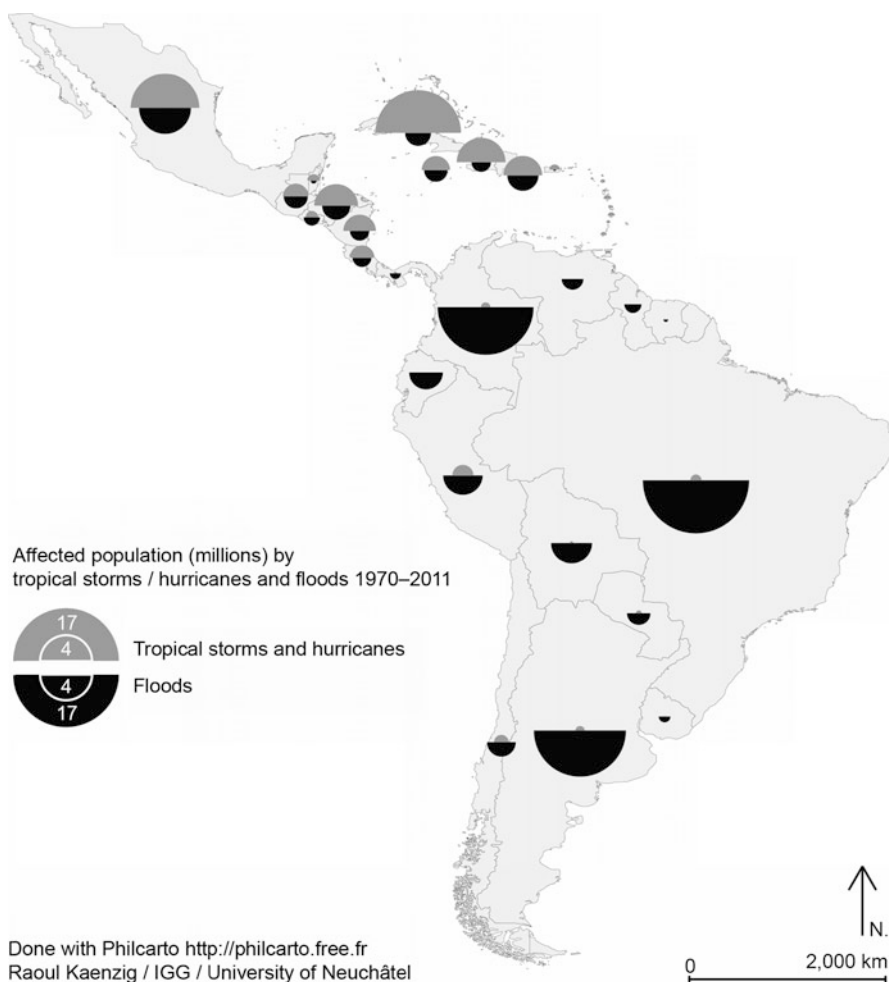 Affected population (millions) by
tropical storms / hurricanes and floods 1970–2011
17
4
Tropical storms and hurricanes
4
Floods
17
N.
Done with Philcarto http://philcarto.free.fr
Raoul Kaenzig / IGG / University of Neuchâtel
0
2,000 km